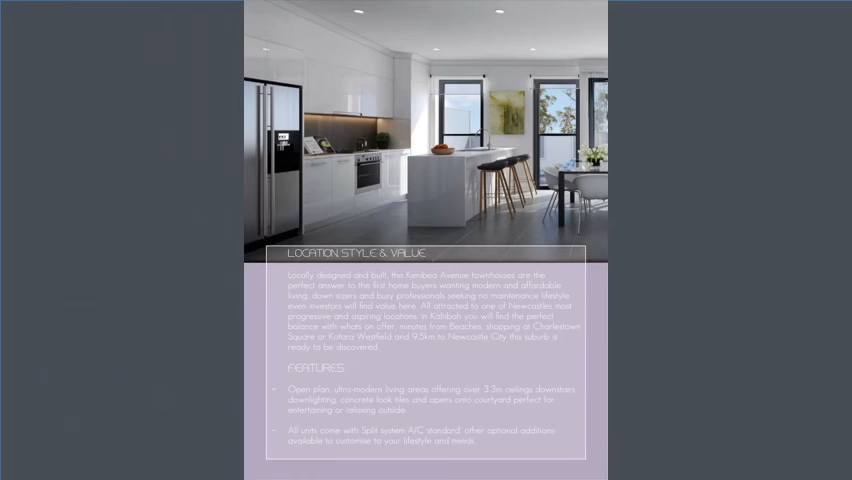 LOCATION, STYLE & VALUE
Locally designed and built, the Kenibea Avenue townhouses are the
perfect answer to the first home buyers wanting modern and affordable
living, down sizers and busy professionals seeking no maintenance lifestyle
even investors will find value here. All attracted to one of Newcastles most
progressive and aspiring locations, in Kahibah you will find the perfect
balance with whats on offer, minutes from Beaches, shopping at Charlestown
Square or Kotara Westfield and 9.5km to Newcastle City this suburb is
ready to be discovered.
FEATURES:
- Open plan, ultra-modern living areas offering over 3.3m ceilings downstairs
downlighting, concrete look tiles and opens onto courtyard perfect for
entertaining or relaxing outside.
- All units come with Split system A/C standard, other optional additions
available to customise to your lifestyle and needs.